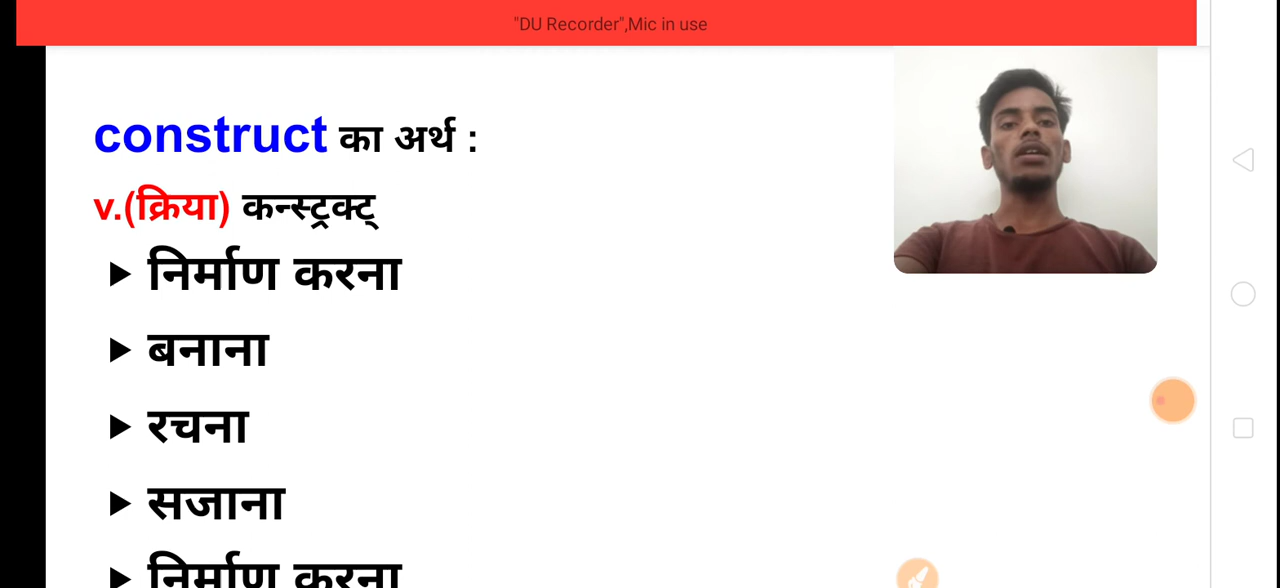 "DU Recorder",Mic in use
construct का अर्थ :
v.(क्रिया) कन्स्ट्रक्ट्
▶ निर्माण करना
▶ बनाना
▶ रचना
▶ सजाना
▶ निर्माण करना